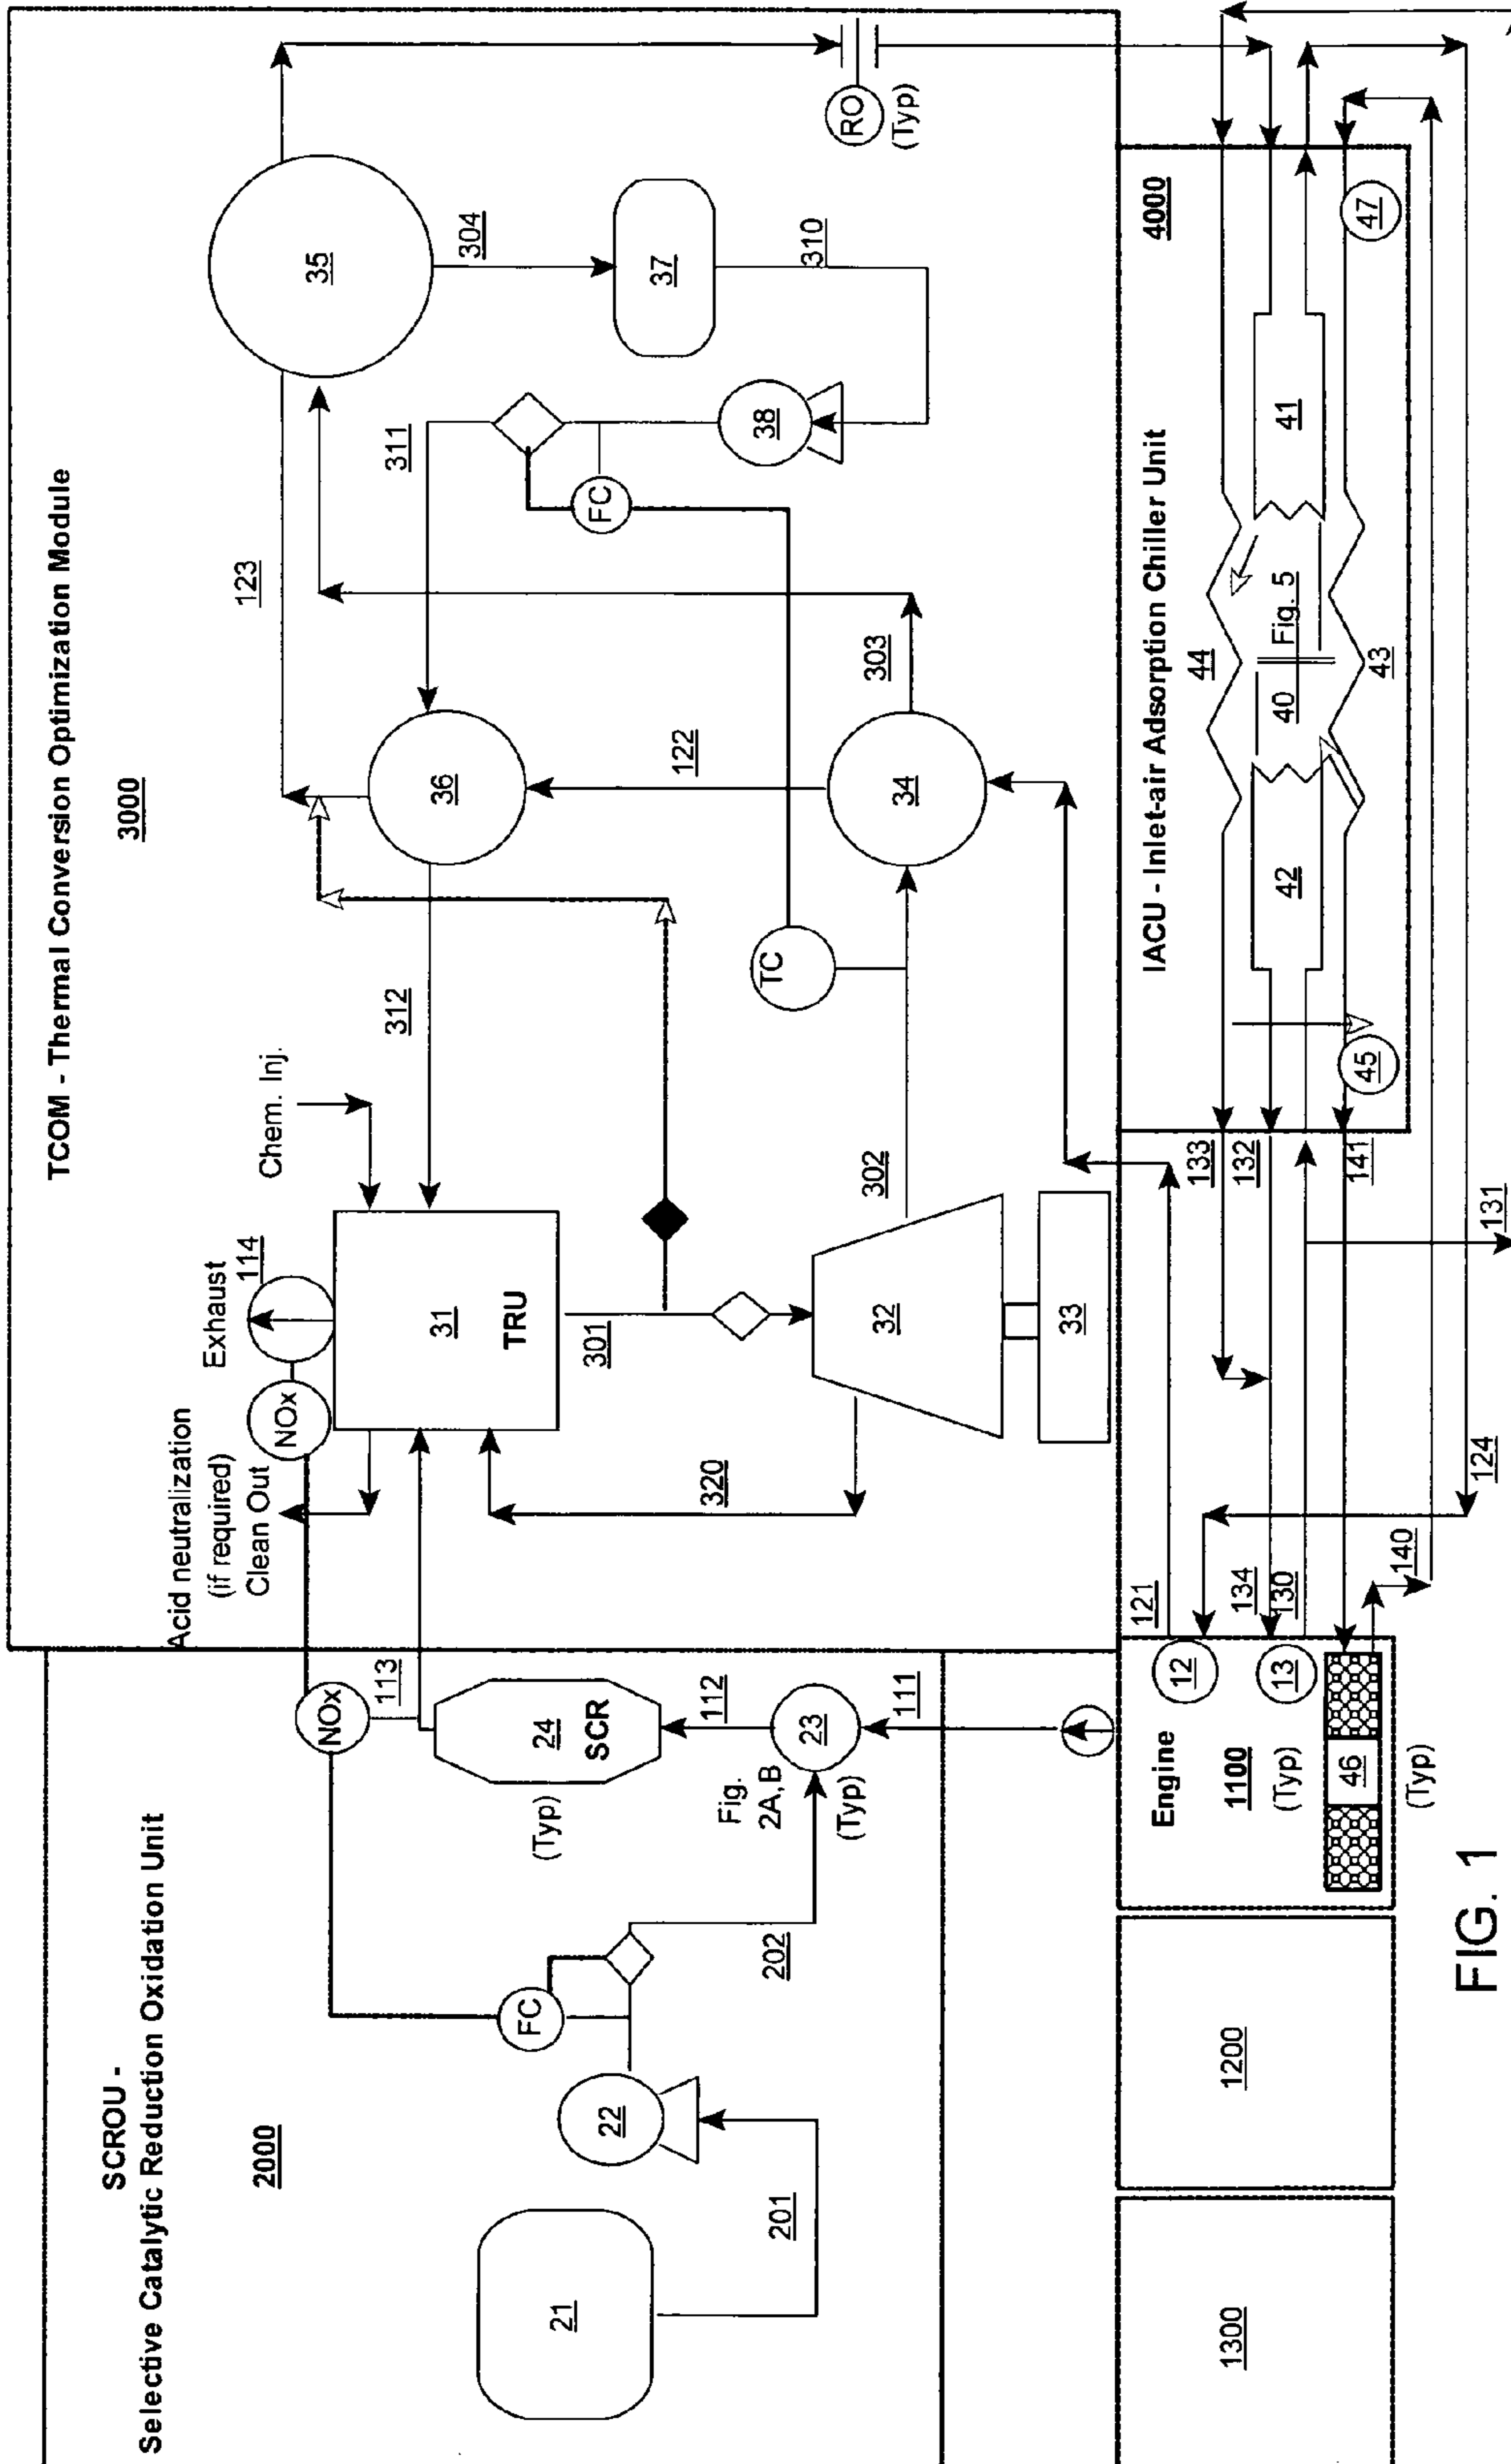 SCROU -
Selective Catalytic Reduction Oxidation Unit
2000
21
201
22
FC
202
NOx
113
24
SCR
(Typ)
112
Fig.
2A,B
23
(Typ)
111
TCOM - Thermal Conversion Optimization Module
3000
Acid neutralization
(if required)
Clean Out
NOx
Exhaust
114
Chem. Inj.
31
TRU
301
320
32
33
302
TC
312
36
122
34
303
123
311
FC
38
35
304
37
310
RO
(Typ)
1300
1200
Engine
1100
(Typ)
12
13
46
(Typ)
121
134
130
140
124
133
132
141
131
IACU - Inlet-air Adsorption Chiller Unit
4000
45
42
44
40
Fig. 5
43
41
47
FIG. 1